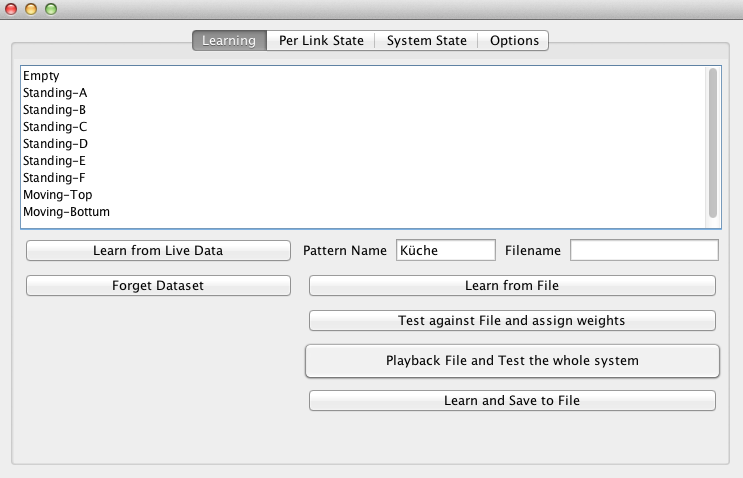 Learning Per Link State System State Options
Empty
Standing-A
Standing-B
Standing-C
Standing-D
Standing-E
Standing-F
Moving-Top
Moving-Bottum
Learn from Live Data Pattern Name Küche Filename
Forget Dataset Learn from File
Test against File and assign weights
Playback File and Test the whole system
Learn and Save to File